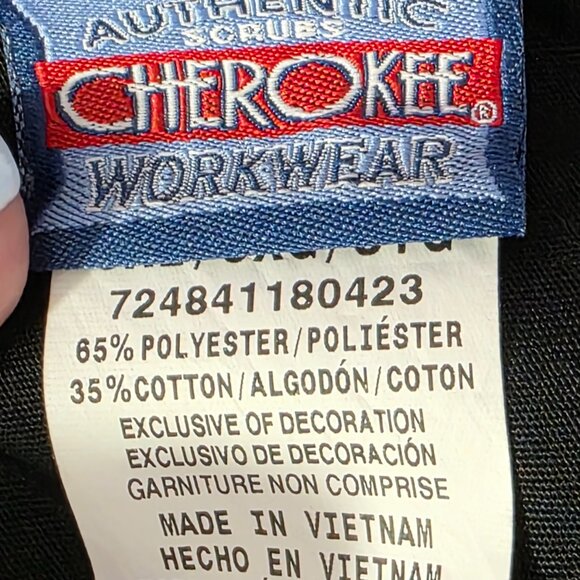 AUTHENTIC
SCRUBS
CHEROKEE®
WORKWEAR
724841180423
65% POLYESTER/POLIÉSTER
35% COTTON/ALGODÓN/COTON
EXCLUSIVE OF DECORATION
EXCLUSIVO DE DECORACIÓN
GARNITURE NON COMPRISE
MADE IN VIETNAM
HECHO EN VIETNAM